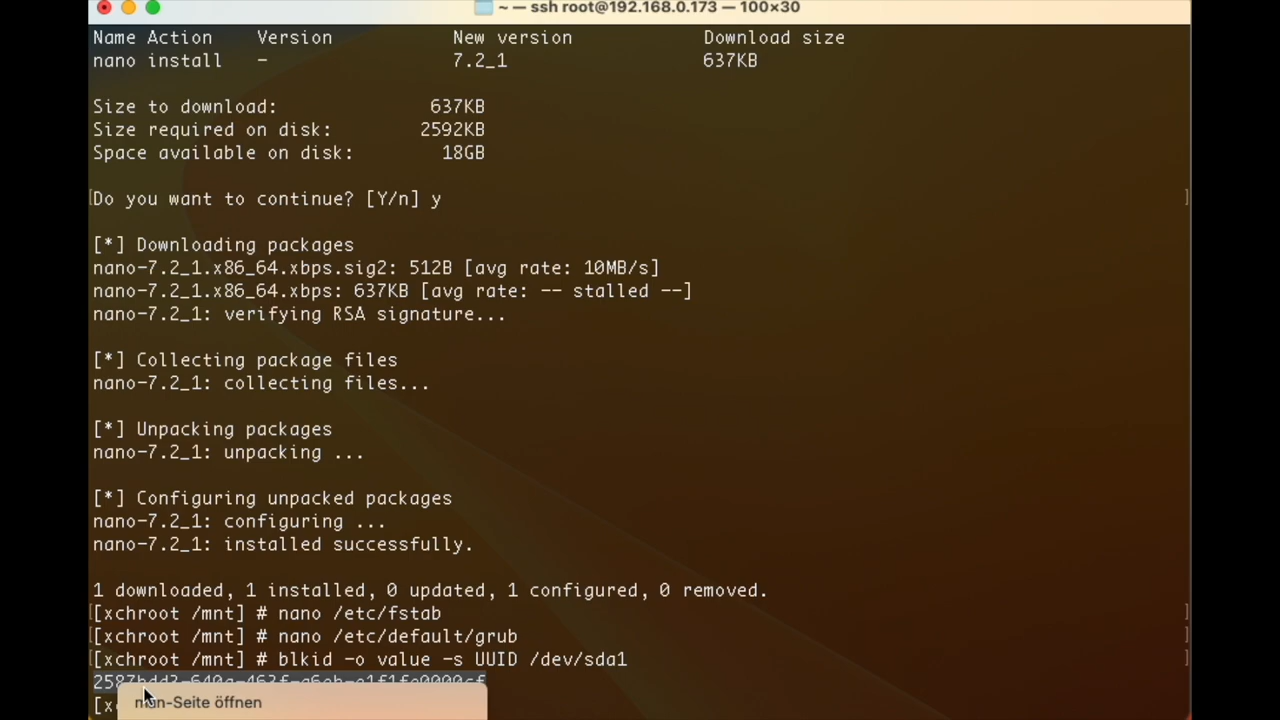 ~ — ssh root@192.168.0.173 — 100×30
Name Action Version New version Download size
nano install - 7.2_1 637KB
Size to download: 637KB
Size required on disk: 2592KB
Space available on disk: 18GB
[Do you want to continue? [Y/n] y ]
[*] Downloading packages
nano-7.2_1.x86_64.xbps.sig2: 512B [avg rate: 10MB/s]
nano-7.2_1.x86_64.xbps: 637KB [avg rate: -- stalled --]
nano-7.2_1: verifying RSA signature...
[*] Collecting package files
nano-7.2_1: collecting files...
[*] Unpacking packages
nano-7.2_1: unpacking ...
[*] Configuring unpacked packages
nano-7.2_1: configuring ...
nano-7.2_1: installed successfully.
1 downloaded, 1 installed, 0 updated, 1 configured, 0 removed.
[[xchroot /mnt] # nano /etc/fstab ]
[[xchroot /mnt] # nano /etc/default/grub ]
[[xchroot /mnt] # blkid -o value -s UUID /dev/sda1 ]
[x
man-Seite öffnen